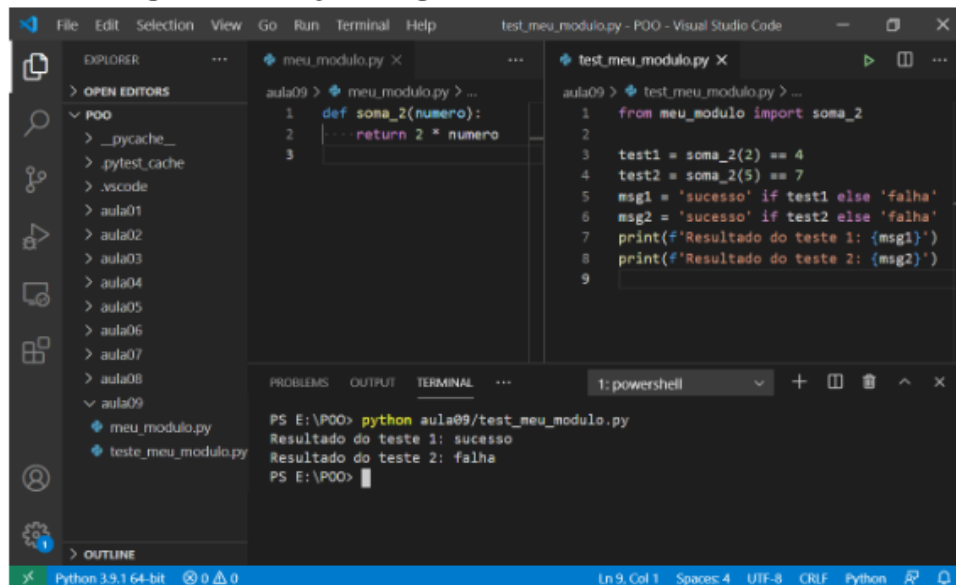 File Edit Selection View Go Run Terminal Help test_meu_modulo.py - POO - Visual Studio Code
EXPLORER
OPEN EDITORS
POO
__pycache__
.pytest_cache
.vscode
aula01
aula02
aula03
aula04
aula05
aula06
aula07
aula08
aula09
meu_modulo.py
teste_meu_modulo.py
OUTLINE
meu_modulo.py
aula09 > meu_modulo.py > ...
1 def soma_2(numero):
2 ····return 2 * numero
3
test_meu_modulo.py
aula09 > test_meu_modulo.py > ...
1 from meu_modulo import soma_2
2
3 test1 = soma_2(2) == 4
4 test2 = soma_2(5) == 7
5 msg1 = 'sucesso' if test1 else 'falha'
6 msg2 = 'sucesso' if test2 else 'falha'
7 print(f'Resultado do teste 1: {msg1}')
8 print(f'Resultado do teste 2: {msg2}')
9
PROBLEMS OUTPUT TERMINAL ··· 1: powershell
PS E:\POO> python aula09/test_meu_modulo.py
Resultado do teste 1: sucesso
Resultado do teste 2: falha
PS E:\POO>
1
Python 3.9.1 64-bit 0 0 Ln 9, Col 1 Spaces: 4 UTF-8 CRLF Python